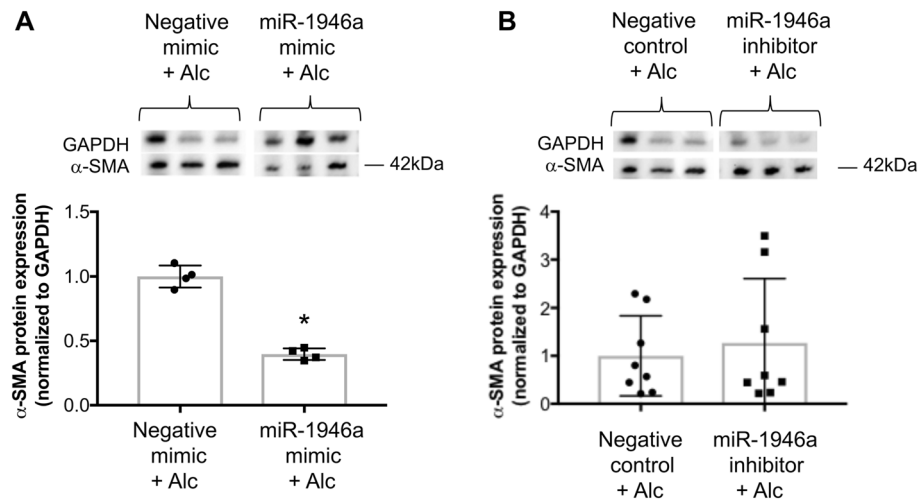 A
Negative
mimic
+ Alc
miR-1946a
mimic
+ Alc
GAPDH
α-SMA
42kDa
α-SMA protein expression
(normalized to GAPDH)
1.5
1.0
0.5
0.0
*
Negative
mimic
+ Alc
miR-1946a
mimic
+ Alc
B
Negative
control
+ Alc
miR-1946a
inhibitor
+ Alc
GAPDH
α-SMA
42kDa
α-SMA protein expression
(normalized to GAPDH)
4
3
2
1
0
Negative
control
+ Alc
miR-1946a
inhibitor
+ Alc